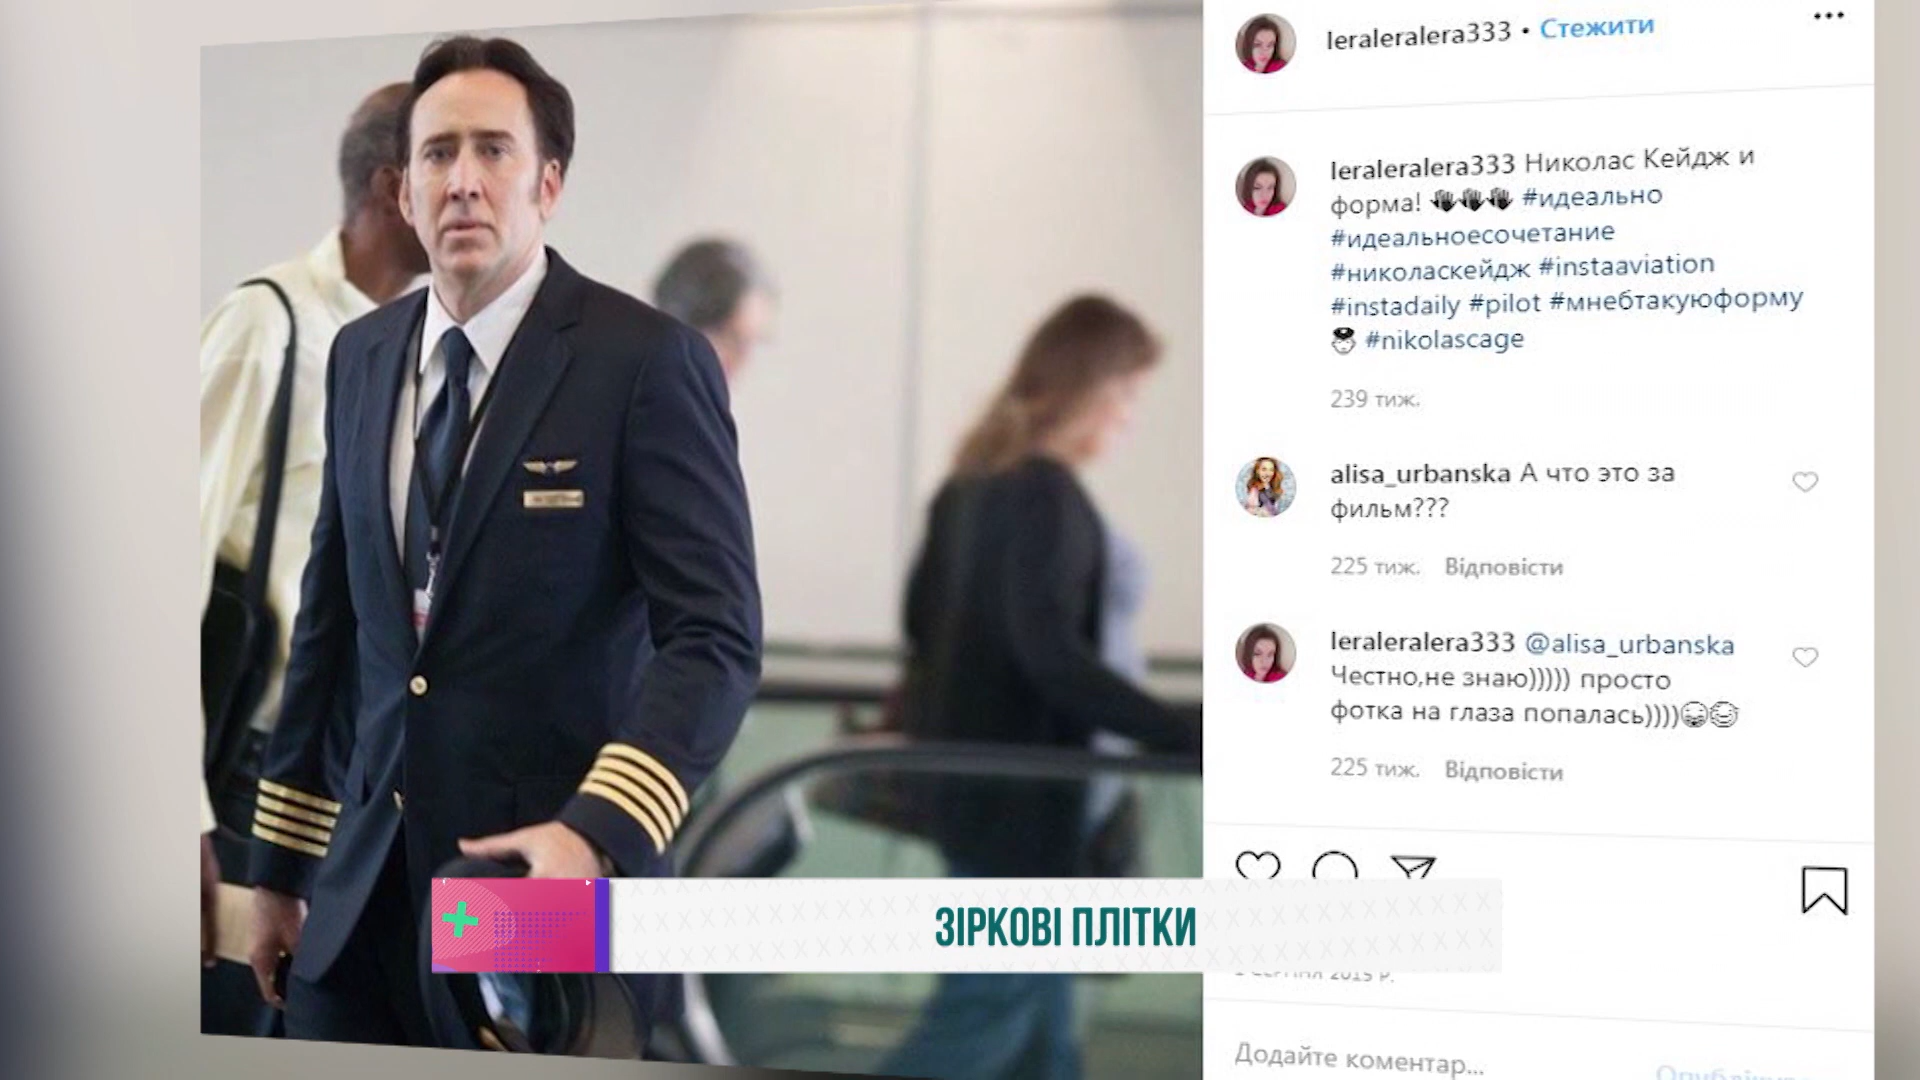 leraleralera333 • Стежити
leraleralera333 Николас Кейдж и
форма! #идеально
#идеальноесочетание
#николаскейдж #instaaviation
#instadaily #pilot #мнебтакуюформу
#nikolascage
239 тиж.
alisa_urbanska А что это за
фильм???
225 тиж. Відповісти
leraleralera333 @alisa_urbanska
Честно,не знаю))))) просто
фотка на глаза попалась))))
225 тиж. Відповісти
ЗІРКОВІ ПЛІТКИ
серпня 2015 р.
Додайте коментар...